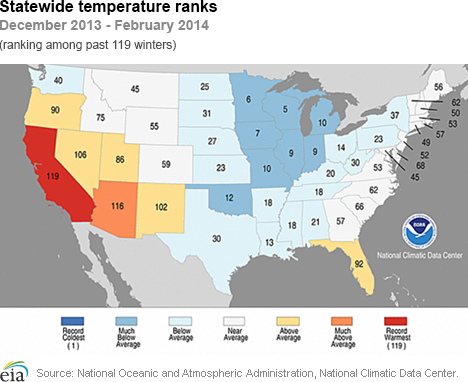 Statewide temperature ranks
December 2013 - February 2014
(ranking among past 119 winters)
40 45 25 6 5 10 37 56
62
50
53
57
49
52
68
45
90 75 55 31 7 14 23
106 86 59 27 23 10 9 9 20 30 53
119 116 102 12 18 18 66
62
30 13 18 21 57
92
NOAA
National Climatic Data Center
Record Coldest (1)
Much Below Average
Below Average
Near Average
Above Average
Much Above Average
Record Warmest (119)
eia
Source: National Oceanic and Atmospheric Administration, National Climatic Data Center.